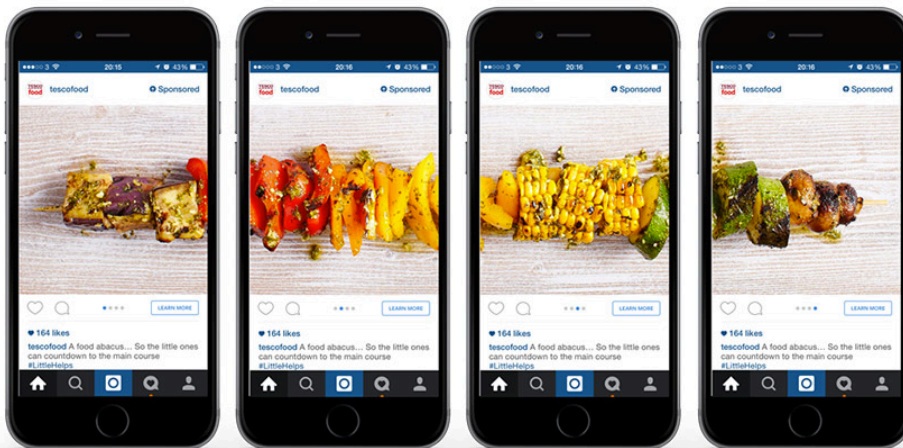 ●●●○○ 3 20:15 43%
TESCO food tescofood Sponsored
LEARN MORE
164 likes
tescofood A food abacus... So the little ones
can countdown to the main course
#LittleHelps
●●○○○ 3 20:16 43%
TESCO food tescofood Sponsored
LEARN MORE
164 likes
tescofood A food abacus... So the little ones
can countdown to the main course
#LittleHelps
●●○○○ 3 20:16 43%
TESCO food tescofood Sponsored
LEARN MORE
164 likes
tescofood A food abacus... So the little ones
can countdown to the main course
#LittleHelps
●●○○○ 3 20:16 43%
TESCO food tescofood Sponsored
LEARN MORE
164 likes
tescofood A food abacus... So the little ones
can countdown to the main course
#LittleHelps